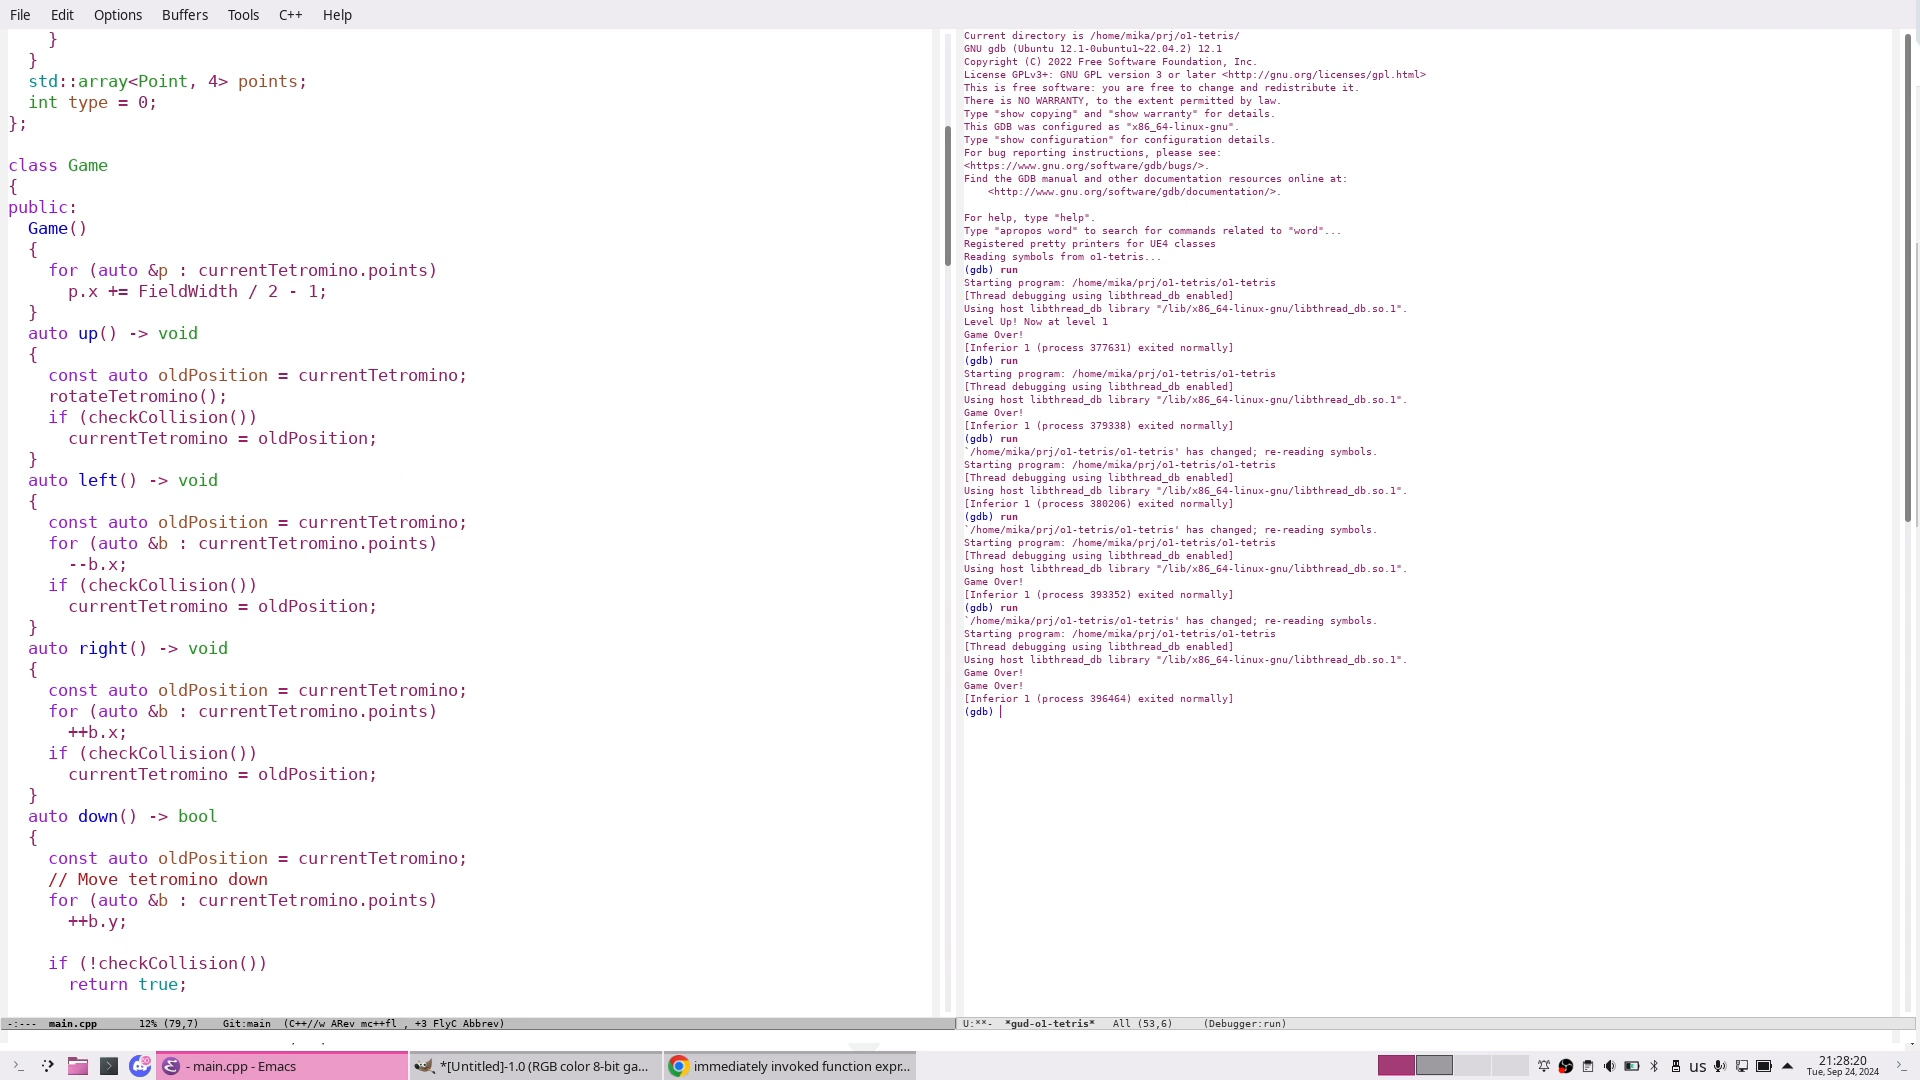 File Edit Options Buffers Tools C++ Help
}
}
std::array<Point, 4> points;
int type = 0;
};
class Game
{
public:
Game()
{
for (auto &p : currentTetromino.points)
p.x += FieldWidth / 2 - 1;
}
auto up() -> void
{
const auto oldPosition = currentTetromino;
rotateTetromino();
if (checkCollision())
currentTetromino = oldPosition;
}
auto left() -> void
{
const auto oldPosition = currentTetromino;
for (auto &b : currentTetromino.points)
--b.x;
if (checkCollision())
currentTetromino = oldPosition;
}
auto right() -> void
{
const auto oldPosition = currentTetromino;
for (auto &b : currentTetromino.points)
++b.x;
if (checkCollision())
currentTetromino = oldPosition;
}
auto down() -> bool
{
const auto oldPosition = currentTetromino;
// Move tetromino down
for (auto &b : currentTetromino.points)
++b.y;
if (!checkCollision())
return true;
-:--- main.cpp 12% (79,7) Git:main (C++//w ARev mc++fl , +3 FlyC Abbrev)
Current directory is /home/mika/prj/o1-tetris/
GNU gdb (Ubuntu 12.1-0ubuntu1~22.04.2) 12.1
Copyright (C) 2022 Free Software Foundation, Inc.
License GPLv3+: GNU GPL version 3 or later <http://gnu.org/licenses/gpl.html>
This is free software: you are free to change and redistribute it.
There is NO WARRANTY, to the extent permitted by law.
Type "show copying" and "show warranty" for details.
This GDB was configured as "x86_64-linux-gnu".
Type "show configuration" for configuration details.
For bug reporting instructions, please see:
<https://www.gnu.org/software/gdb/bugs/>.
Find the GDB manual and other documentation resources online at:
<http://www.gnu.org/software/gdb/documentation/>.
For help, type "help".
Type "apropos word" to search for commands related to "word"...
Registered pretty printers for UE4 classes
Reading symbols from o1-tetris...
(gdb) run
Starting program: /home/mika/prj/o1-tetris/o1-tetris
[Thread debugging using libthread_db enabled]
Using host libthread_db library "/lib/x86_64-linux-gnu/libthread_db.so.1".
Level Up! Now at level 1
Game Over!
[Inferior 1 (process 377631) exited normally]
(gdb) run
Starting program: /home/mika/prj/o1-tetris/o1-tetris
[Thread debugging using libthread_db enabled]
Using host libthread_db library "/lib/x86_64-linux-gnu/libthread_db.so.1".
Game Over!
[Inferior 1 (process 379338) exited normally]
(gdb) run
`/home/mika/prj/o1-tetris/o1-tetris' has changed; re-reading symbols.
Starting program: /home/mika/prj/o1-tetris/o1-tetris
[Thread debugging using libthread_db enabled]
Using host libthread_db library "/lib/x86_64-linux-gnu/libthread_db.so.1".
[Inferior 1 (process 380206) exited normally]
(gdb) run
`/home/mika/prj/o1-tetris/o1-tetris' has changed; re-reading symbols.
Starting program: /home/mika/prj/o1-tetris/o1-tetris
[Thread debugging using libthread_db enabled]
Using host libthread_db library "/lib/x86_64-linux-gnu/libthread_db.so.1".
Game Over!
[Inferior 1 (process 393352) exited normally]
(gdb) run
`/home/mika/prj/o1-tetris/o1-tetris' has changed; re-reading symbols.
Starting program: /home/mika/prj/o1-tetris/o1-tetris
[Thread debugging using libthread_db enabled]
Using host libthread_db library "/lib/x86_64-linux-gnu/libthread_db.so.1".
Game Over!
Game Over!
[Inferior 1 (process 396464) exited normally]
(gdb)
U:**- *gud-o1-tetris* All (53,6) (Debugger:run)
- main.cpp - Emacs
*[Untitled]-1.0 (RGB color 8-bit ga...
immediately invoked function expr...
us
21:28:20
Tue, Sep 24, 2024